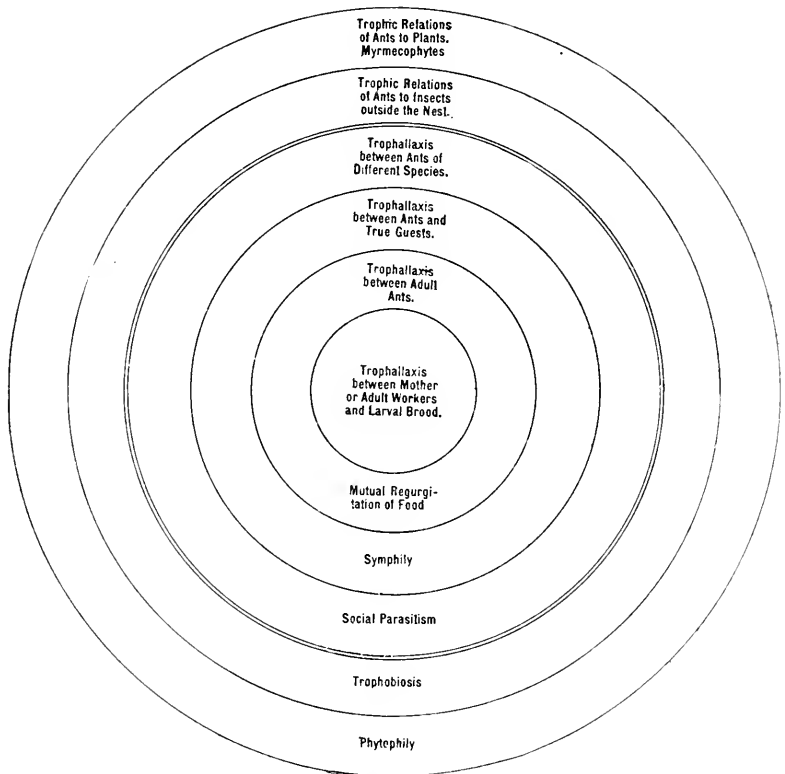 Trophic Relations
of Ants to Plants.
Myrmecophytes
Trophic Relations
of Ants to Insects
outside the Nest.
Trophallaxis
between Ants of
Different Species.
Trophallaxis
between Ants and
True Guests.
Trophallaxis
between Adult
Ants.
Trophallaxis
between Mother
or Adult Workers
and Larval Brood.
Mutual Regurgi-
tation of Food
Symphily
Social Parasitism
Trophobiosis
Phytophily